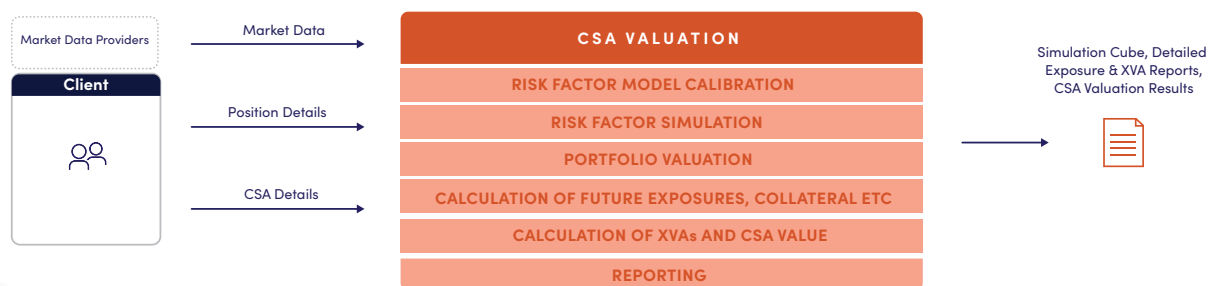 Market Data Providers
Client
Market Data
Position Details
CSA Details
CSA VALUATION
RISK FACTOR MODEL CALIBRATION
RISK FACTOR SIMULATION
PORTFOLIO VALUATION
CALCULATION OF FUTURE EXPOSURES, COLLATERAL ETC
CALCULATION OF XVAs AND CSA VALUE
REPORTING
Simulation Cube, Detailed
Exposure & XVA Reports,
CSA Valuation Results